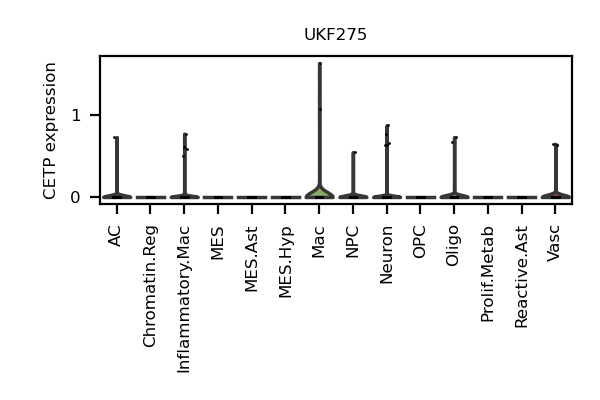 UKF275
CETP expression
1
0
AC
Chromatin.Reg
Inflammatory.Mac
MES
MES.Ast
MES.Hyp
Mac
NPC
Neuron
OPC
Oligo
Prolif.Metab
Reactive.Ast
Vasc